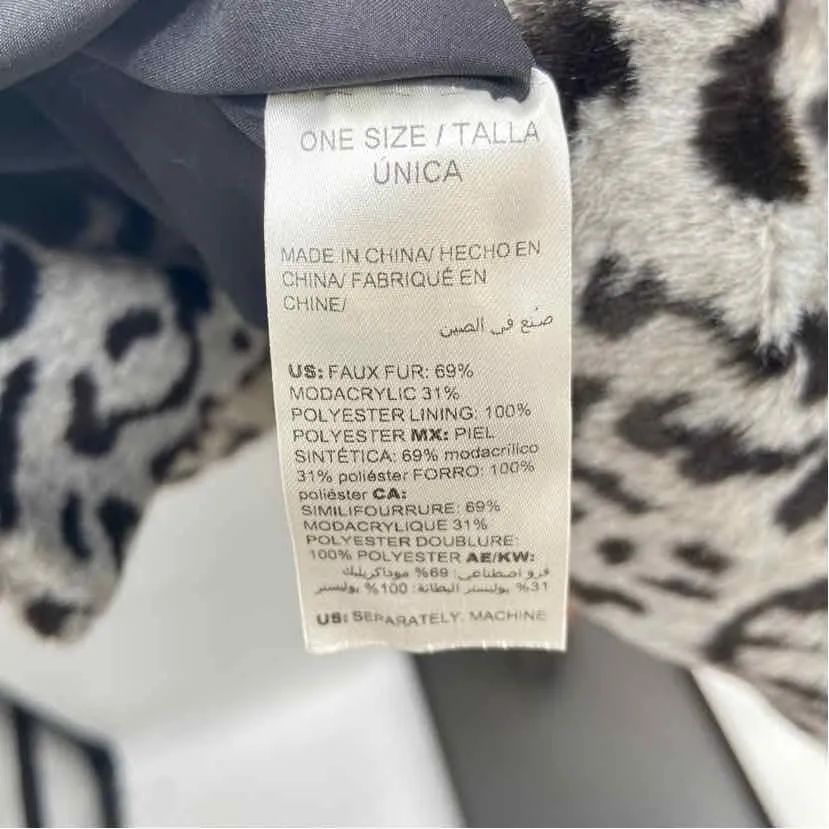 ONE SIZE / TALLA
ÚNICA
MADE IN CHINA/ HECHO EN
CHINA/ FABRIQUÉ EN
CHINE/
صُنع في الصين
US: FAUX FUR: 69%
MODACRYLIC 31%
POLYESTER LINING: 100%
POLYESTER MX: PIEL
SINTÉTICA: 69% modacrílico
31% poliéster FORRO: 100%
poliéster CA:
SIMILIFOURRURE: 69%
MODACRYLIQUE 31%
POLYESTER DOUBLURE:
100% POLYESTER AE/KW:
فرو اصطناعي: 69% موداكريليك
31% بوليستر البطانة: 100% بوليستر
US: SEPARATELY. MACHINE